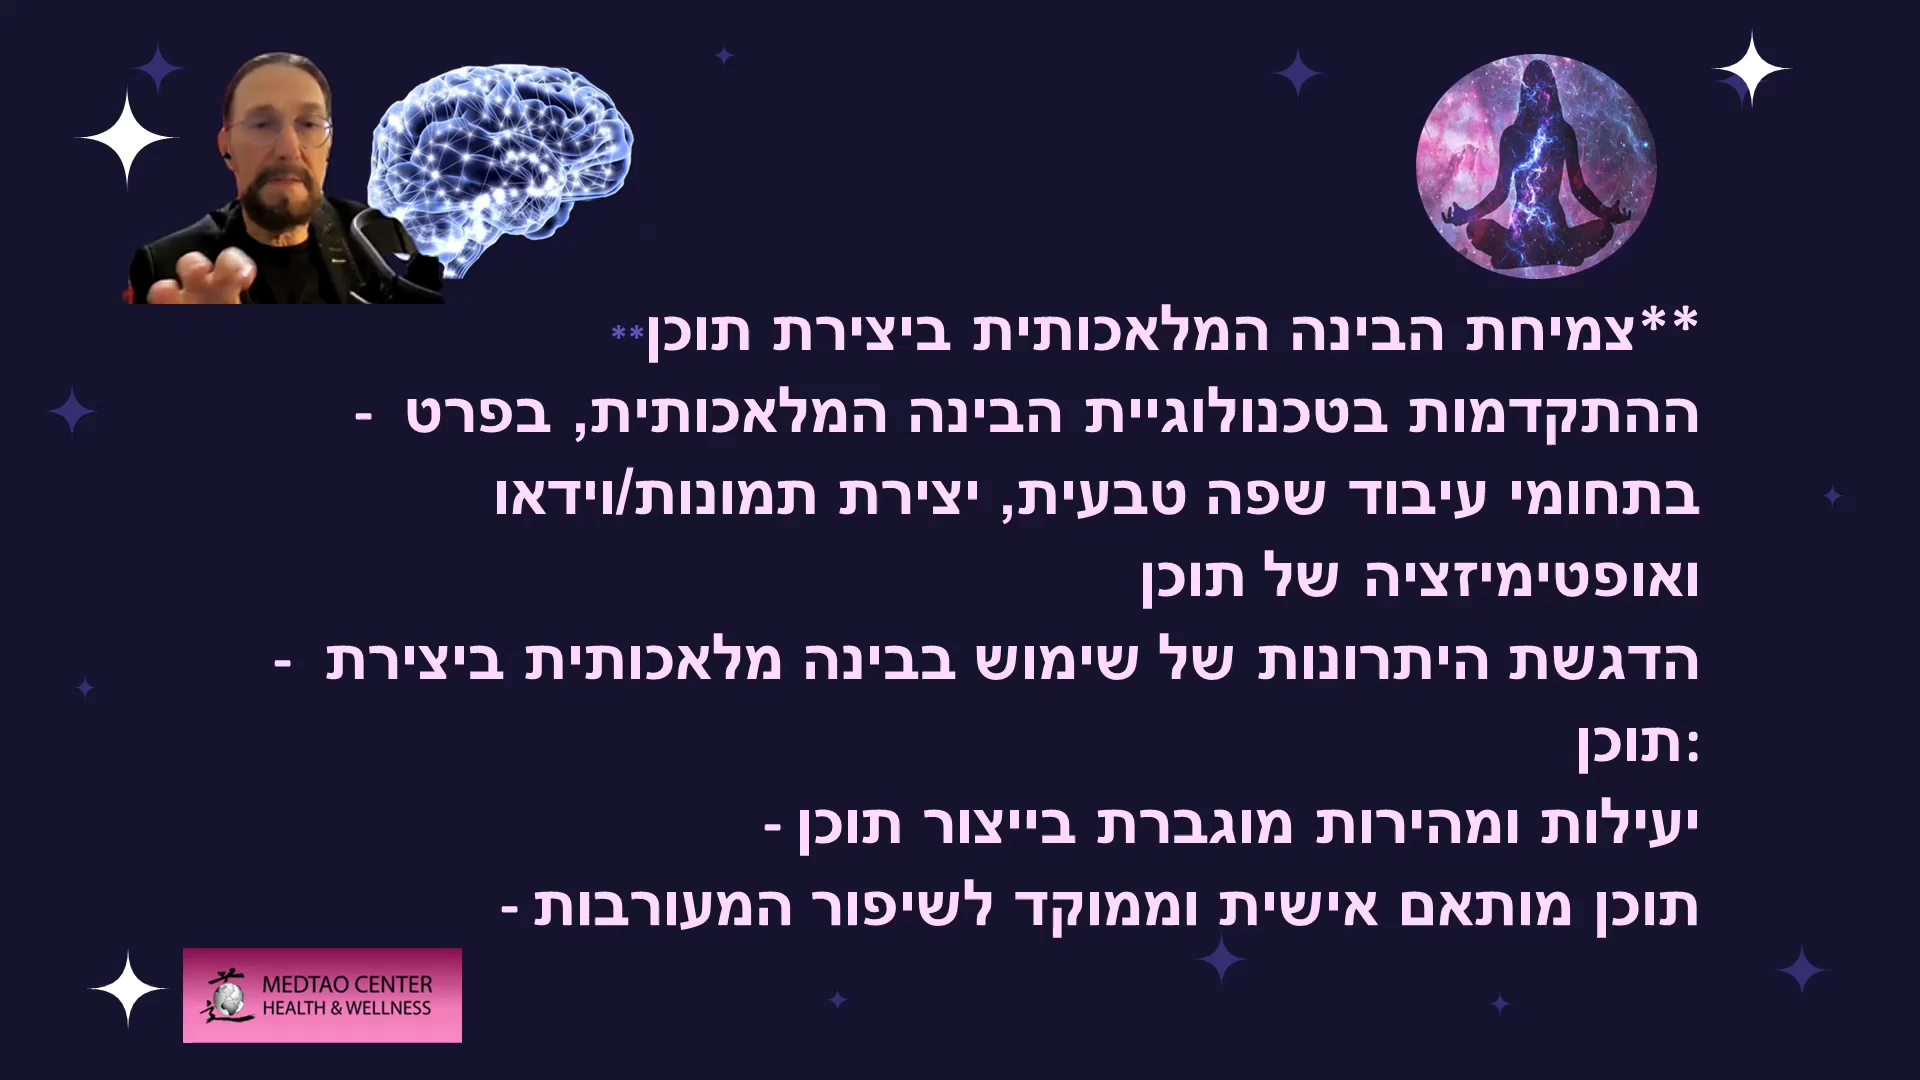 **צמיחת הבינה המלאכותית ביצירת תוכן**
ההתקדמות בטכנולוגיית הבינה המלאכותית, בפרט -
בתחומי עיבוד שפה טבעית, יצירת תמונות/וידאו
ואופטימיזציה של תוכן
הדגשת היתרונות של שימוש בבינה מלאכותית ביצירת -
:תוכן
יעילות ומהירות מוגברת בייצור תוכן -
תוכן מותאם אישית וממוקד לשיפור המעורבות -
MEDTAO CENTER
HEALTH & WELLNESS